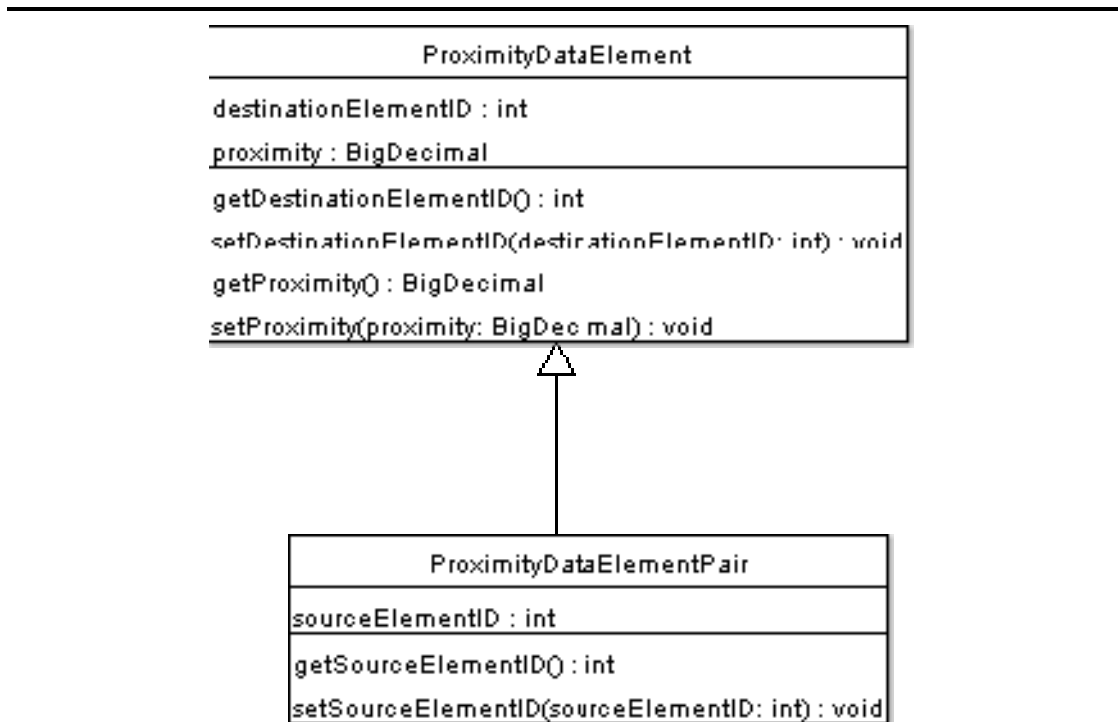 ProximityDataElement
destinationElementID : int
proximity : BigDecimal
getDestinationElementID() : int
setDestinationElementID(destinationElementID: int) : void
getProximity() : BigDecimal
setProximity(proximity: BigDec mal) : void
ProximityDataElementPair
sourceElementID : int
getSourceElementID() : int
setSourceElementID(sourceElementID: int) : void